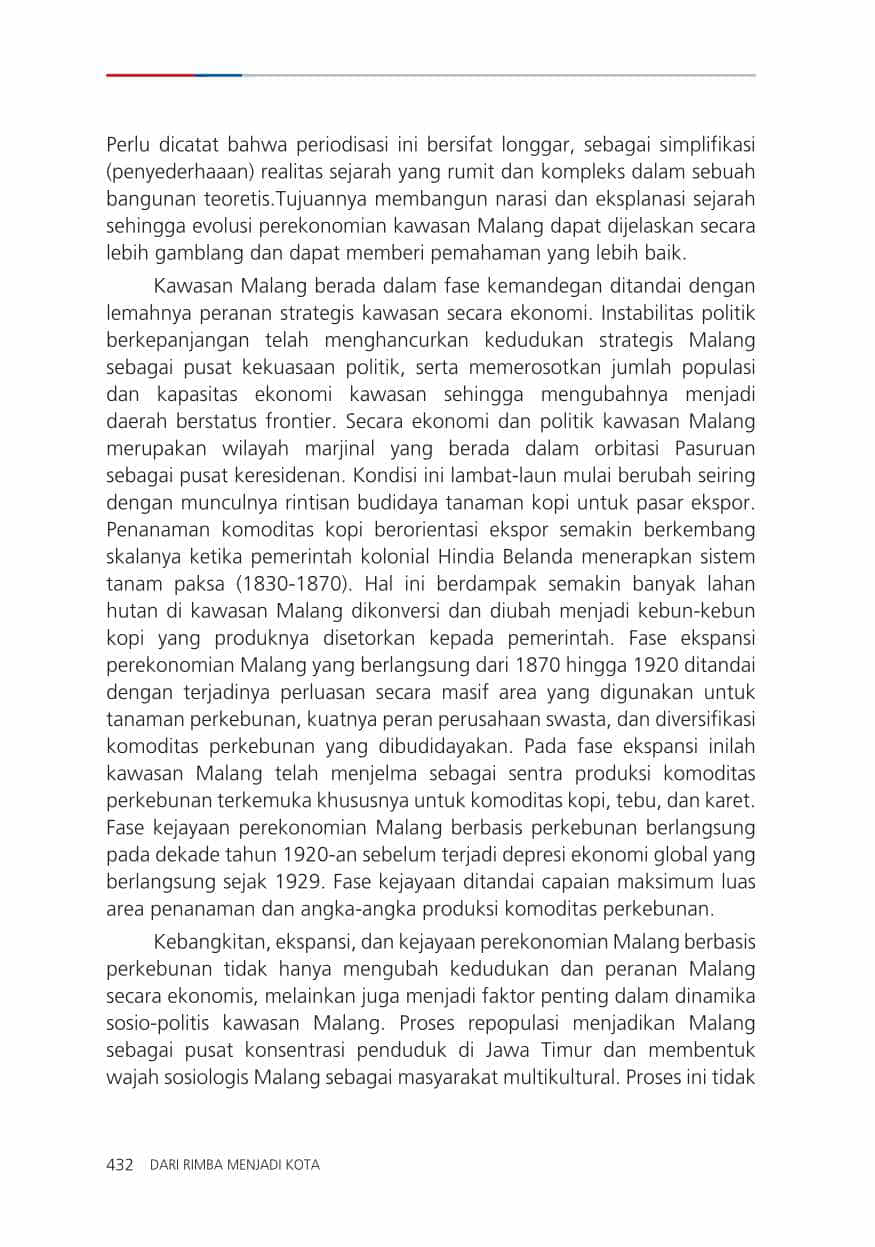 Perlu dicatat bahwa periodisasi ini bersifat longgar, sebagai simplifikasi
(penyederhaaan) realitas sejarah yang rumit dan kompleks dalam sebuah
bangunan teoretis.Tujuannya membangun narasi dan eksplanasi sejarah
sehingga evolusi perekonomian kawasan Malang dapat dijelaskan secara
lebih gamblang dan dapat memberi pemahaman yang lebih baik.
Kawasan Malang berada dalam fase kemandegan ditandai dengan
lemahnya peranan strategis kawasan secara ekonomi. Instabilitas politik
berkepanjangan telah menghancurkan kedudukan strategis Malang
sebagai pusat kekuasaan politik, serta memerosotkan jumlah populasi
dan kapasitas ekonomi kawasan sehingga mengubahnya menjadi
daerah berstatus frontier. Secara ekonomi dan politik kawasan Malang
merupakan wilayah marjinal yang berada dalam orbitasi Pasuruan
sebagai pusat keresidenan. Kondisi ini lambat-laun mulai berubah seiring
dengan munculnya rintisan budidaya tanaman kopi untuk pasar ekspor.
Penanaman komoditas kopi berorientasi ekspor semakin berkembang
skalanya ketika pemerintah kolonial Hindia Belanda menerapkan sistem
tanam paksa (1830-1870). Hal ini berdampak semakin banyak lahan
hutan di kawasan Malang dikonversi dan diubah menjadi kebun-kebun
kopi yang produknya disetorkan kepada pemerintah. Fase ekspansi
perekonomian Malang yang berlangsung dari 1870 hingga 1920 ditandai
dengan terjadinya perluasan secara masif area yang digunakan untuk
tanaman perkebunan, kuatnya peran perusahaan swasta, dan diversifikasi
komoditas perkebunan yang dibudidayakan. Pada fase ekspansi inilah
kawasan Malang telah menjelma sebagai sentra produksi komoditas
perkebunan terkemuka khususnya untuk komoditas kopi, tebu, dan karet.
Fase kejayaan perekonomian Malang berbasis perkebunan berlangsung
pada dekade tahun 1920-an sebelum terjadi depresi ekonomi global yang
berlangsung sejak 1929. Fase kejayaan ditandai capaian maksimum luas
area penanaman dan angka-angka produksi komoditas perkebunan.
Kebangkitan, ekspansi, dan kejayaan perekonomian Malang berbasis
perkebunan tidak hanya mengubah kedudukan dan peranan Malang
secara ekonomis, melainkan juga menjadi faktor penting dalam dinamika
sosio-politis kawasan Malang. Proses repopulasi menjadikan Malang
sebagai pusat konsentrasi penduduk di Jawa Timur dan membentuk
wajah sosiologis Malang sebagai masyarakat multikultural. Proses ini tidak
432 DARI RIMBA MENJADI KOTA